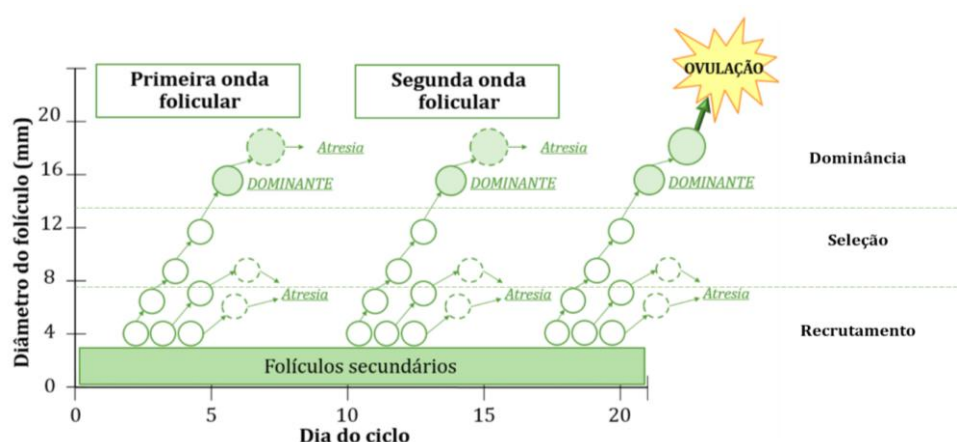 OVULAÇÃO
Primeira onda
folicular
Segunda onda
folicular
Diâmetro do folículo (mm)
20
16
12
8
4
0
Atresia
DOMINANTE
Atresia
Atresia
DOMINANTE
Atresia
DOMINANTE
Atresia
Dominância
Seleção
Recrutamento
Folículos secundários
0
5
10
15
20
Dia do ciclo